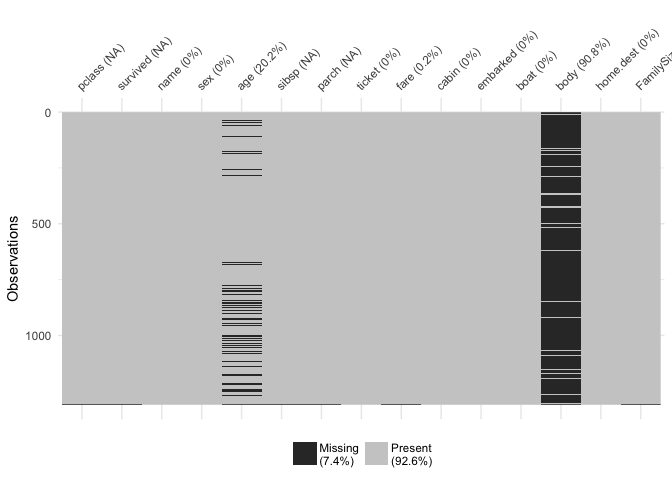 pclass (NA)
survived (NA)
name (0%)
sex (0%)
age (20.2%)
sibsp (NA)
parch (NA)
ticket (0%)
fare (0.2%)
cabin (0%)
embarked (0%)
boat (0%)
body (90.8%)
home.dest (0%)
FamilySi
0
500
1000
Observations
Missing
(7.4%)
Present
(92.6%)